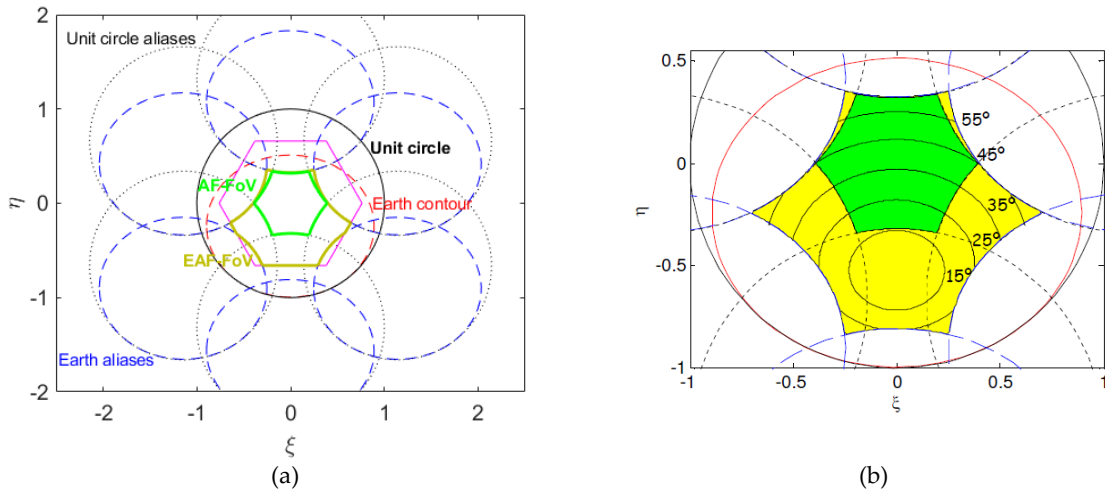 2
1
0
-1
-2
η
-2
-1
0
1
2
ξ
Unit circle aliases
Unit circle
AF-FoV
Earth contour
EAF-FoV
Earth aliases
(a)
0.5
0
-0.5
-1
η
-1
-0.5
0
0.5
1
ξ
55°
45°
35°
25°
15°
(b)